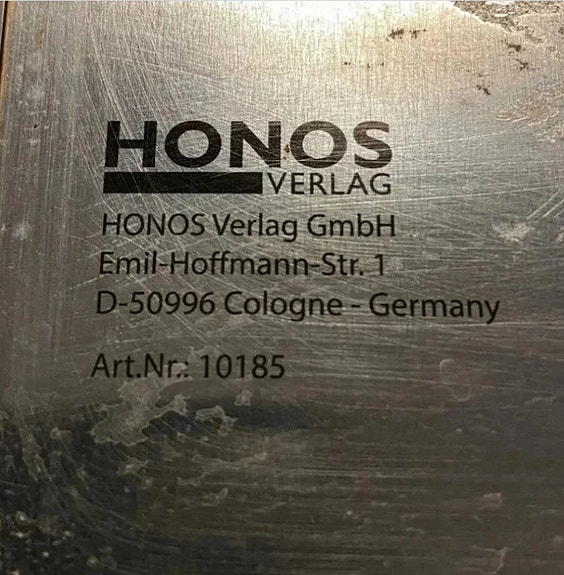 HONOS
VERLAG
HONOS Verlag GmbH
Emil-Hoffmann-Str. 1
D-50996 Cologne - Germany
Art.Nr.: 10185